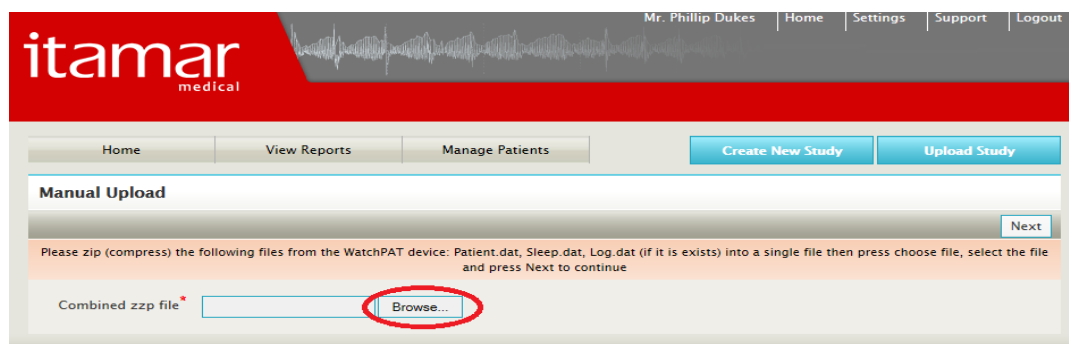 Mr. Phillip Dukes Home Settings Support Logout
itamar
medical
Home View Reports Manage Patients Create New Study Upload Study
Manual Upload
Next
Please zip (compress) the following files from the WatchPAT device: Patient.dat, Sleep.dat, Log.dat (if it is exists) into a single file then press choose file, select the file
and press Next to continue
Combined zzp file* Browse...